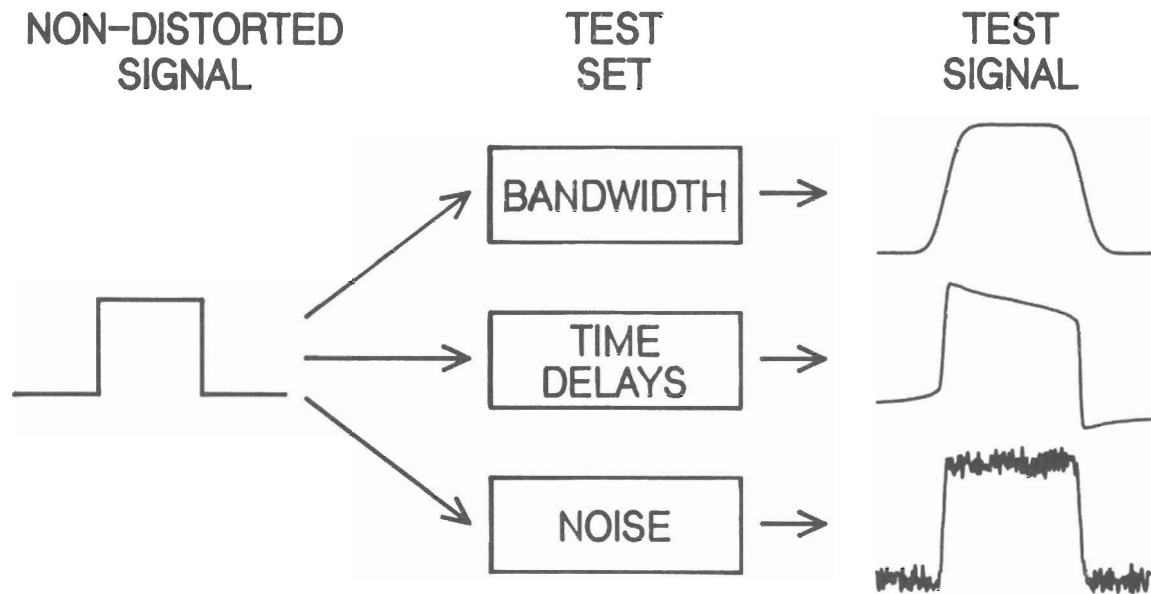 NON-DISTORTED
SIGNAL
TEST
SET
TEST
SIGNAL
BANDWIDTH
TIME
DELAYS
NOISE